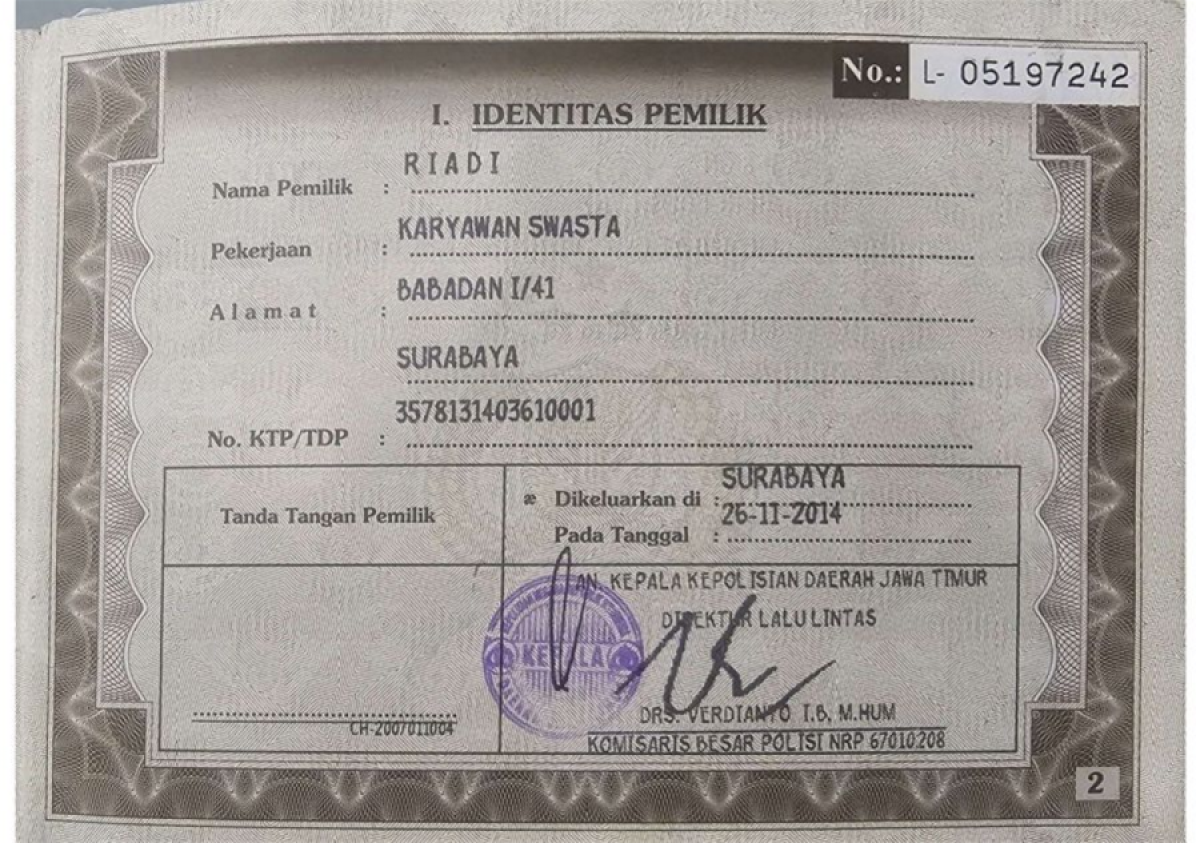 No.: L- 05197242
I. IDENTITAS PEMILIK
Nama Pemilik : RIADI
Pekerjaan : KARYAWAN SWASTA
Alamat : BABADAN I/41
SURABAYA
No. KTP/TDP : 3578131403610001
Tanda Tangan Pemilik
æ Dikeluarkan di : SURABAYA
Pada Tanggal : 26-11-2014
AN. KEPALA KEPOLISIAN DAERAH JAWA TIMUR
DIREKTUR LALU LINTAS
KEPALA
DRS. VERDIANTO I.B, M.HUM
CH-2007011004
KOMISARIS BESAR POLISI NRP 67010208
2